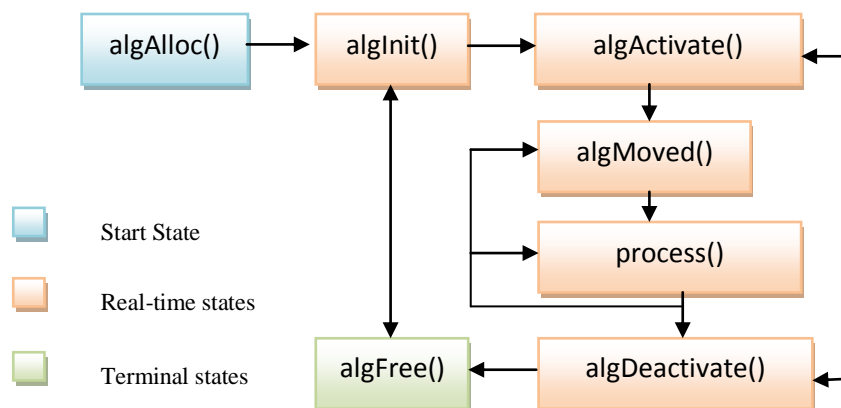 algAlloc()
algInit()
algActivate()
algMoved()
process()
algDeactivate()
algFree()
Start State
Real-time states
Terminal states